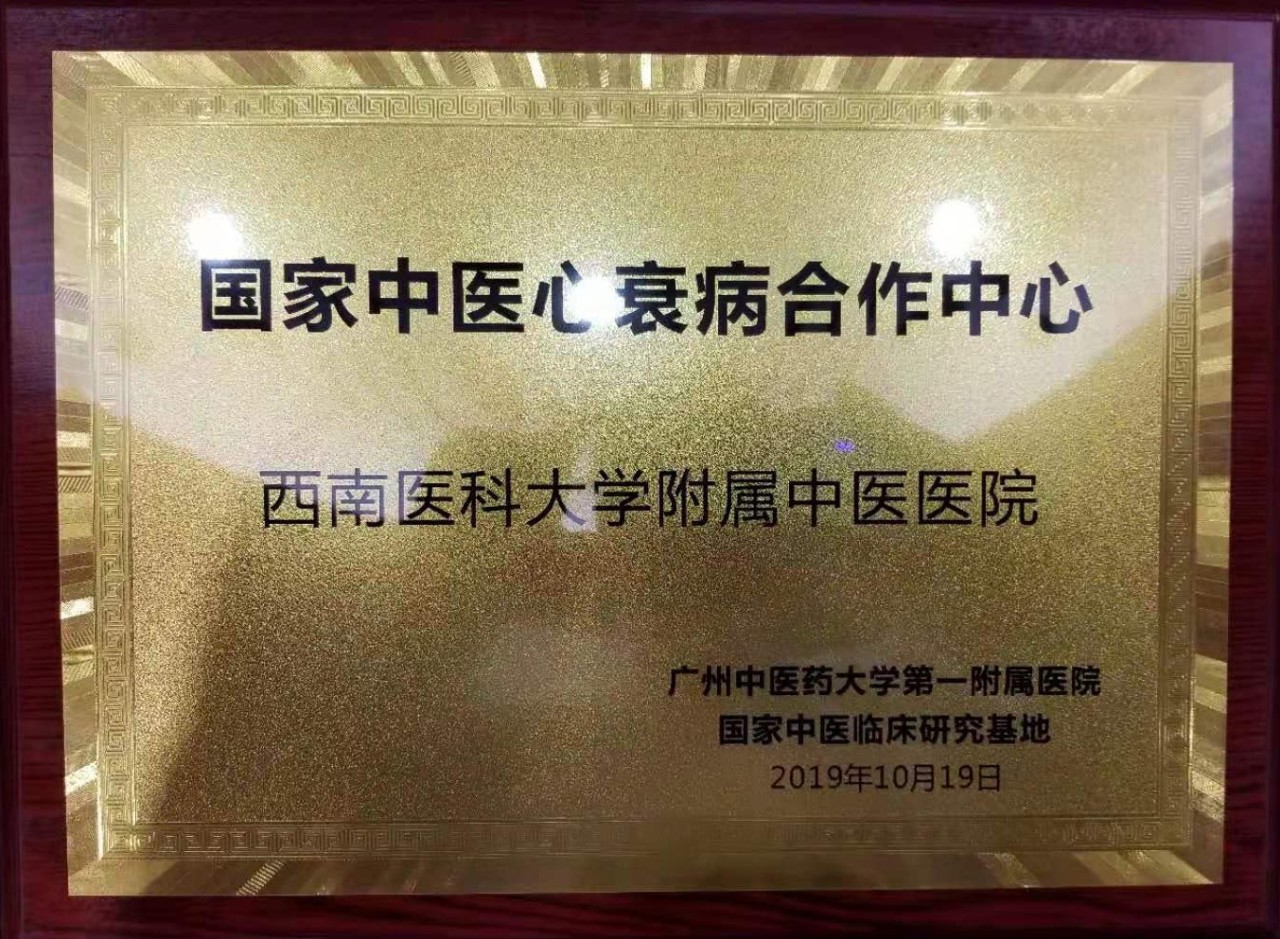 国家中医心衰病合作中心
西南医科大学附属中医医院
广州中医药大学第一附属医院
国家中医临床研究基地
2019年10月19日